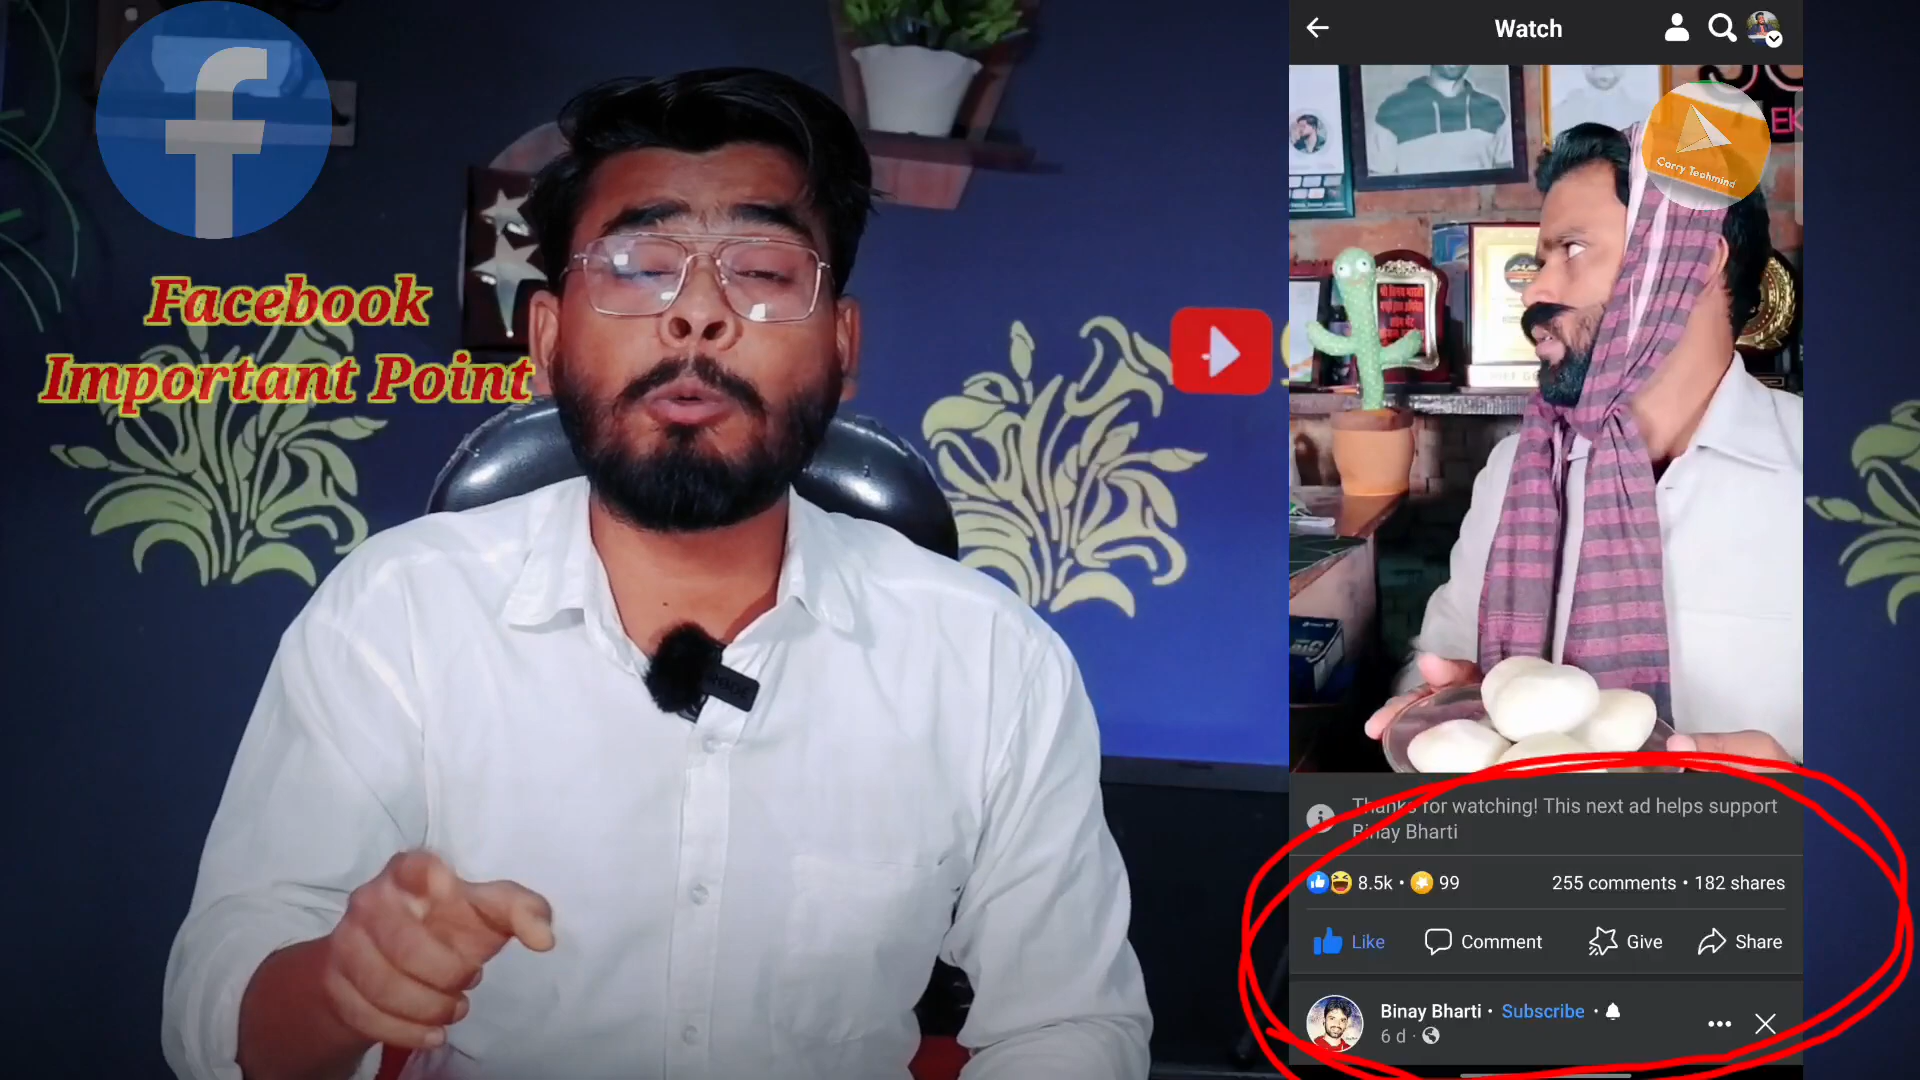 Facebook
Important Point
Watch
EK
Carry Techmind
Thanks for watching! This next ad helps support
Binay Bharti
8.5k • 99
255 comments • 182 shares
Like
Comment
Give
Share
Binay Bharti • Subscribe •
6 d ·